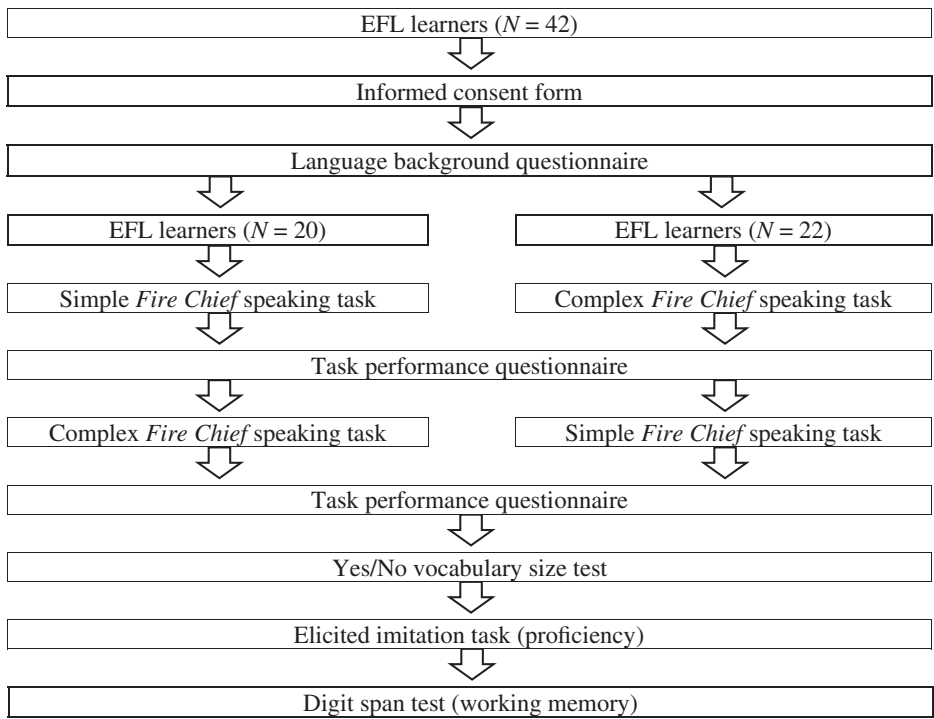 EFL learners (N = 42)
Informed consent form
Language background questionnaire
EFL learners (N = 20)
EFL learners (N = 22)
Simple Fire Chief speaking task
Complex Fire Chief speaking task
Task performance questionnaire
Complex Fire Chief speaking task
Simple Fire Chief speaking task
Task performance questionnaire
Yes/No vocabulary size test
Elicited imitation task (proficiency)
Digit span test (working memory)